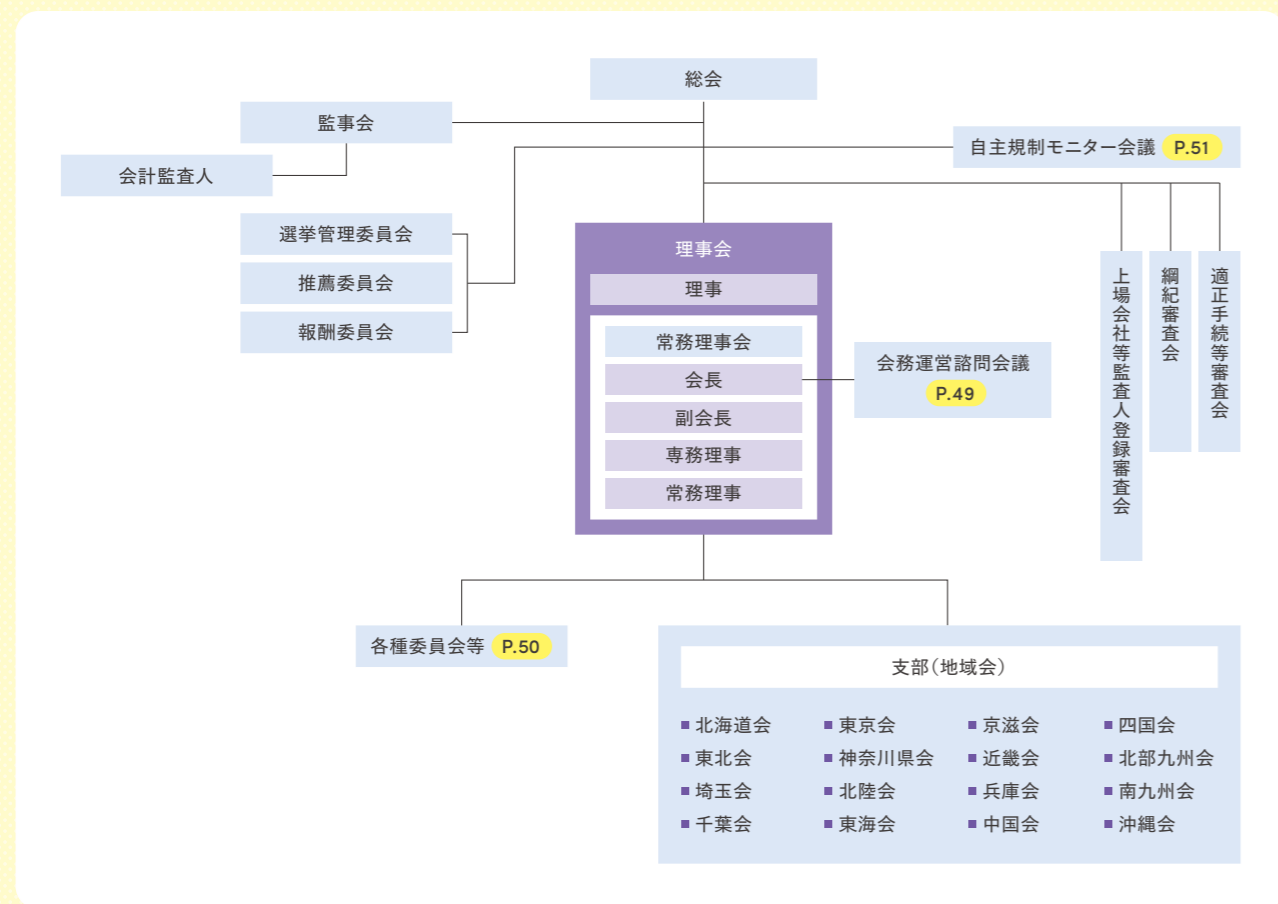 総会
監事会
会計監査人
自主規制モニター会議 P.51
選挙管理委員会
推薦委員会
報酬委員会
理事会
理事
常務理事会
会長
副会長
専務理事
常務理事
会務運営諮問会議
P.49
上場会社等監査人登録審査会
綱紀審査会
適正手続等審査会
各種委員会等 P.50
支部(地域会)
■北海道会
■東北会
■埼玉会
■千葉会
■東京会
■神奈川県会
■北陸会
■東海会
■京滋会
■近畿会
■兵庫会
■中国会
■四国会
■北部九州会
■南九州会
■沖縄会